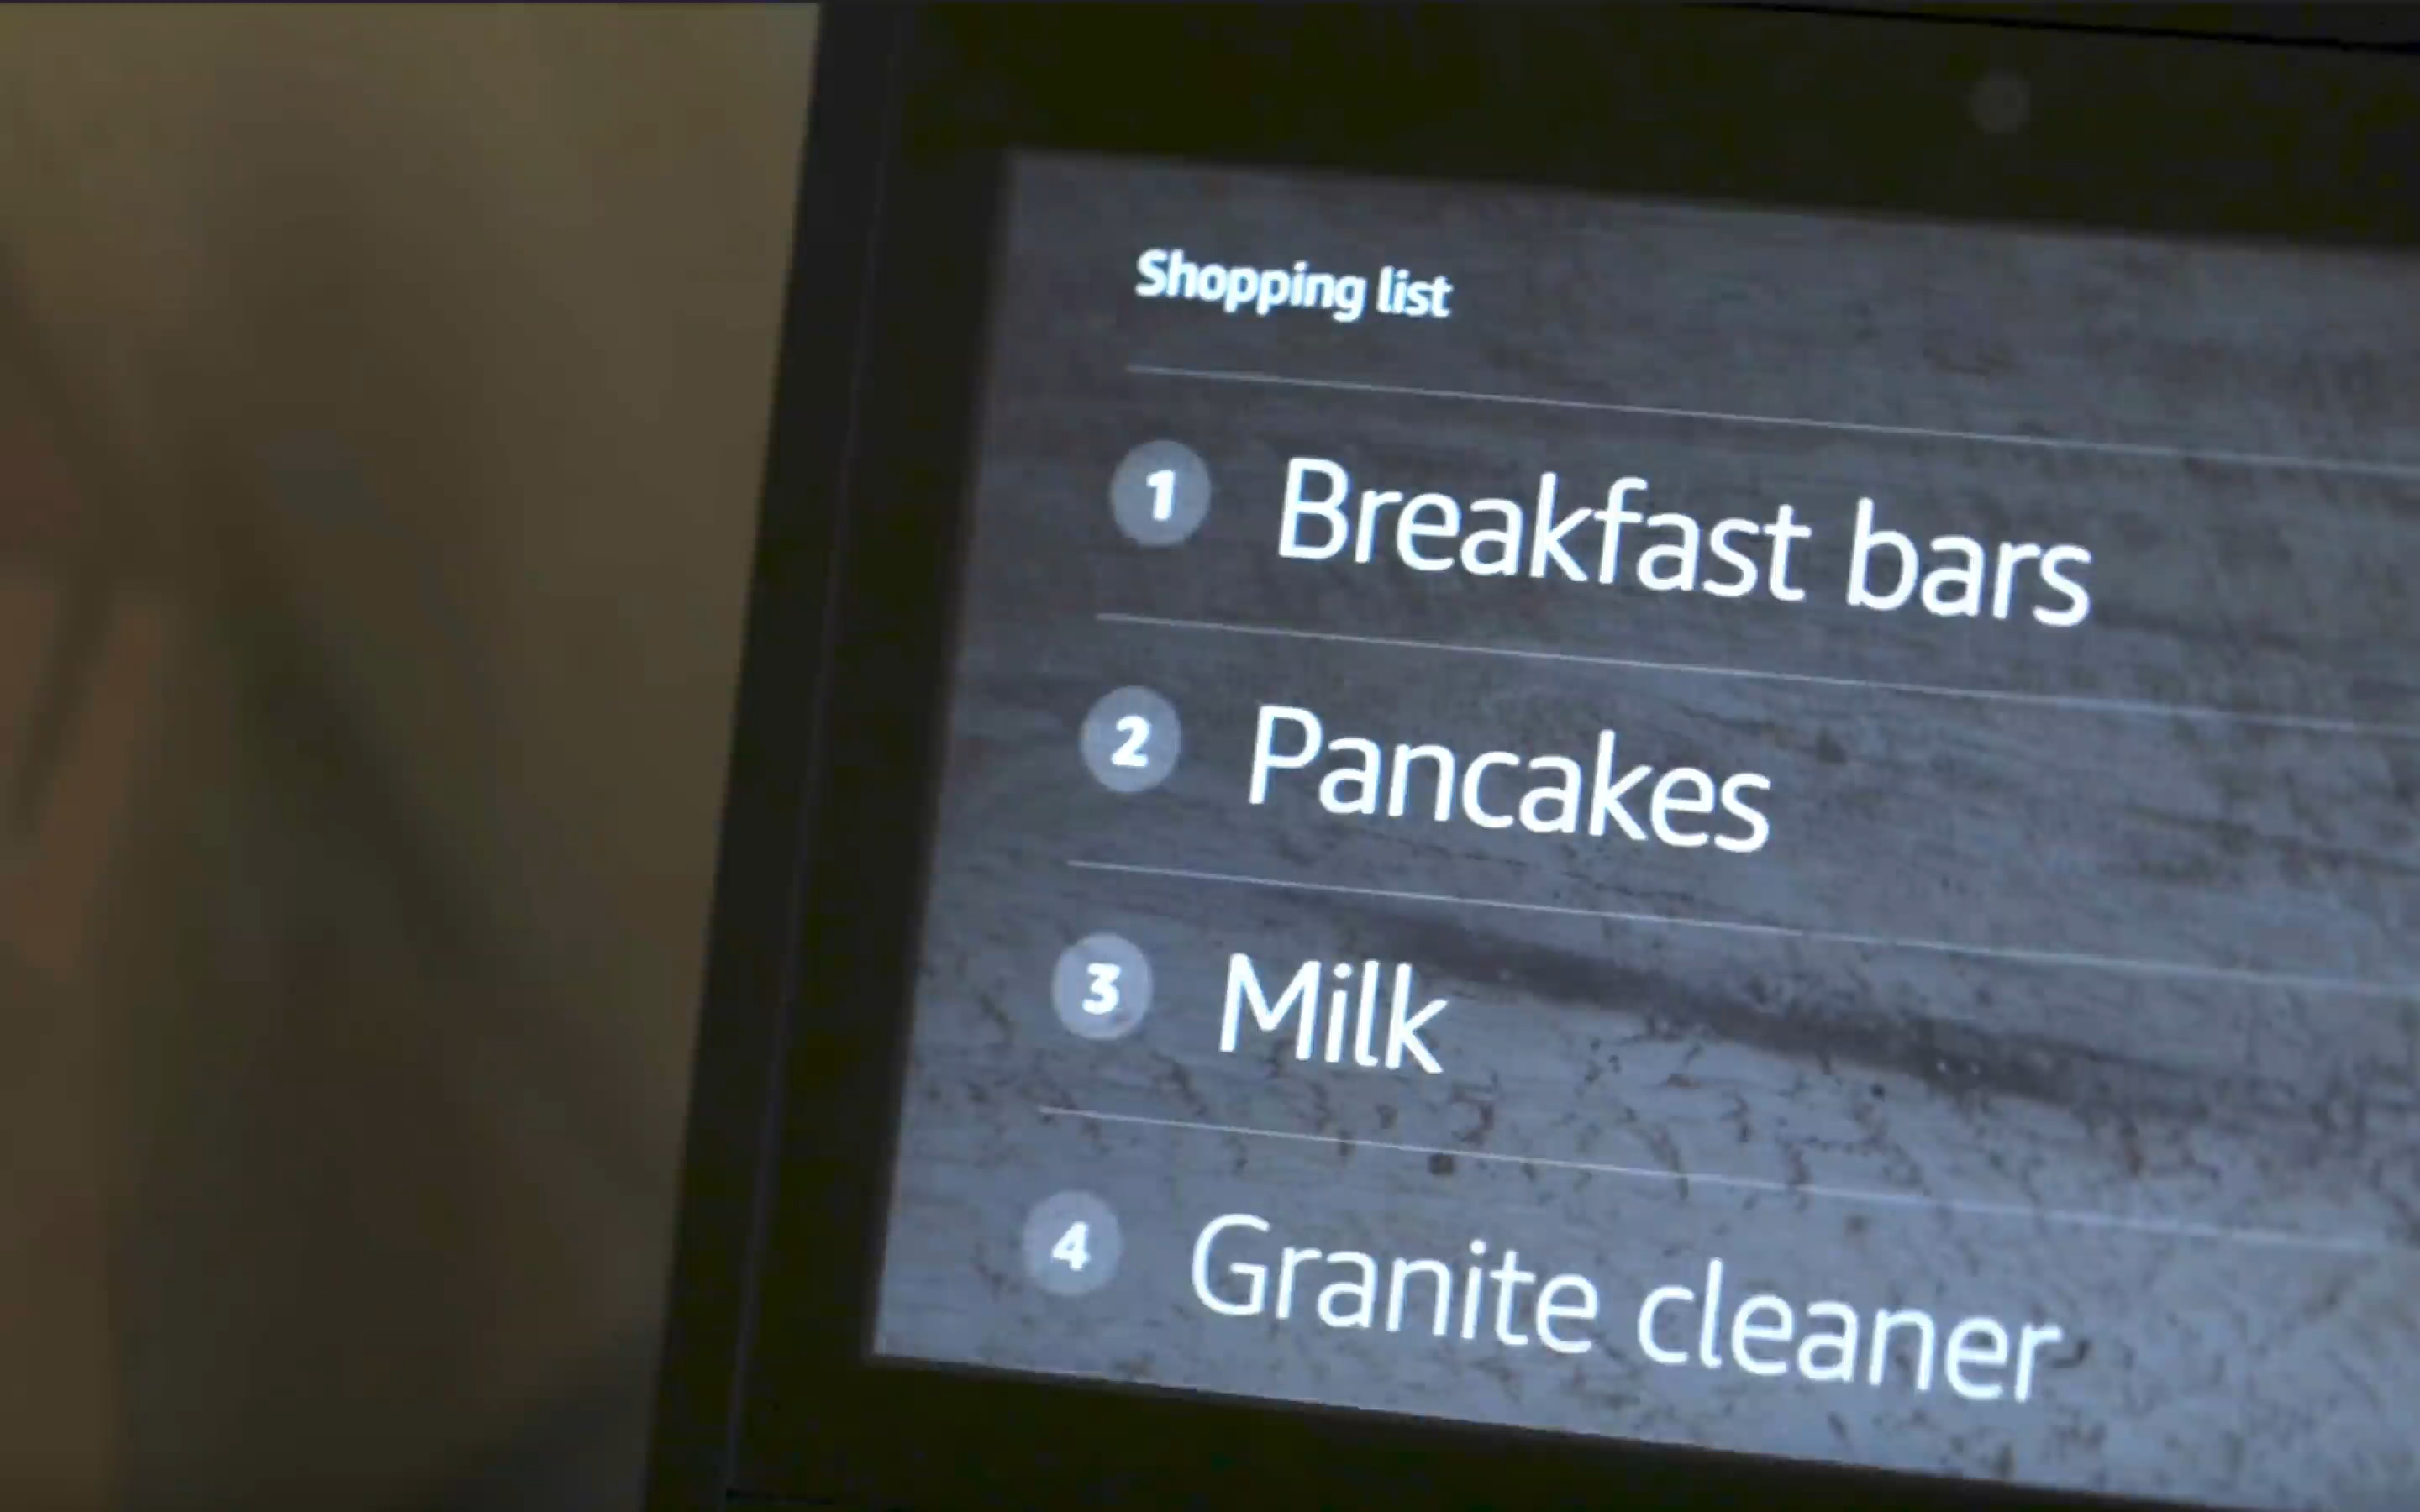 Shopping list
1 Breakfast bars
2 Pancakes
3 Milk
4 Granite cleaner